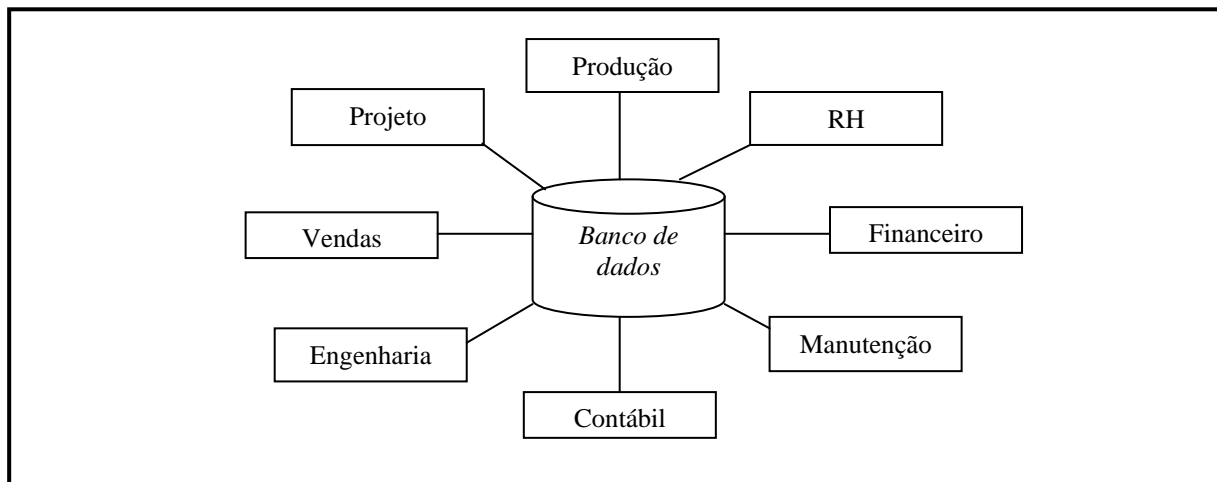 Produção
Projeto
RH
Vendas
Banco de
dados
Financeiro
Engenharia
Manutenção
Contábil